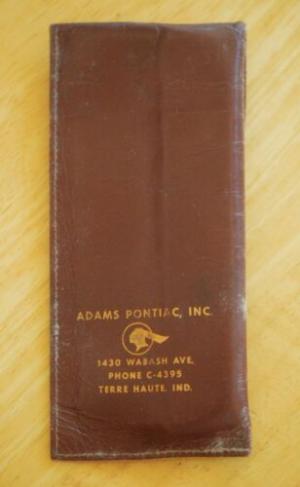 ADAMS PONTIAC, INC.
1430 WABASH AVE.
PHONE C-4395
TERRE HAUTE, IND.